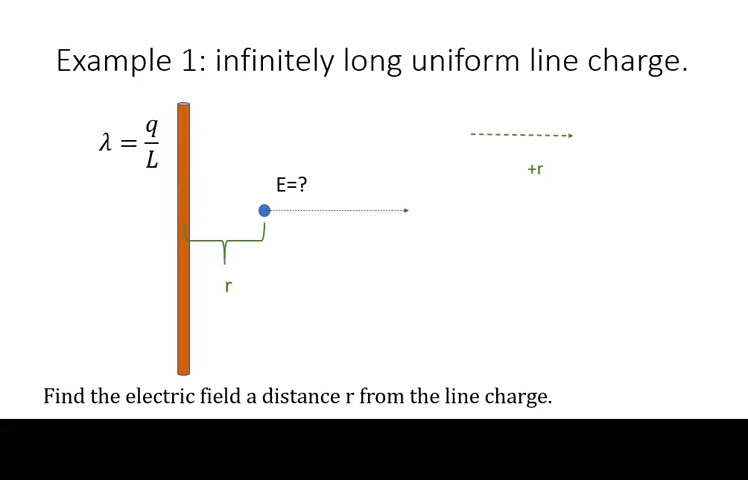 Example 1: infinitely long uniform line charge.
λ = q/L
+r
E=?
r
Find the electric field a distance r from the line charge.